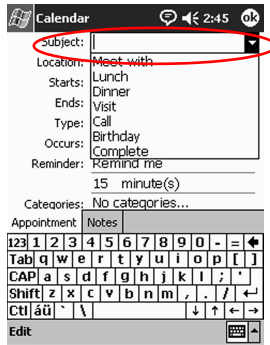 Calendar 2:45 ok
Subject:
Location: Meet with
Lunch
Starts:
Dinner
Ends: Visit
Type: Call
Birthday
Occurs:
Complete
Reminder: Remind me
15 minute(s)
Categories: No categories...
Appointment Notes
123 1 2 3 4 5 6 7 8 9 0 - =
Tab q w e r t y u i o p [ ]
CAP a s d f g h j k l ; '
Shift z x c v b n m , . /
Ctl áü ` \
Edit